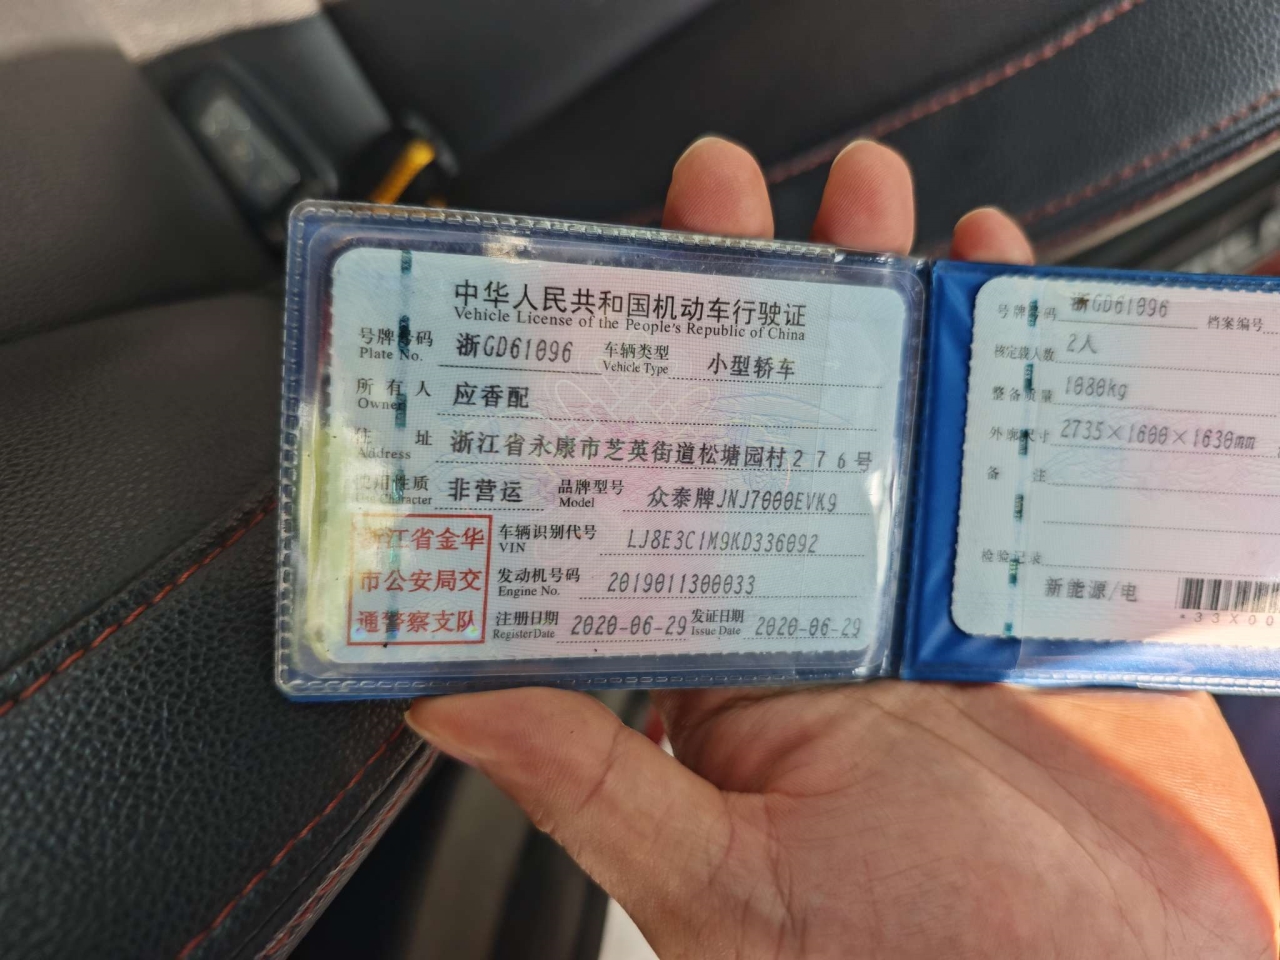 中华人民共和国机动车行驶证
Vehicle License of the People's Republic of China
号牌号码 浙GD61096 车辆类型 小型轿车
Plate No. Vehicle Type
所有人 应香配
Owner
住址 浙江省永康市芝英街道松塘园村276号
Address
使用性质 非营运 品牌型号 众泰牌JNJ7000EVK9
Use Character Model
浙江省金华
市公安局交
通警察支队
车辆识别代号 LJ8E3C1M9KD336092
VIN
发动机号码 2019011300033
Engine No.
注册日期 2020-06-29 发证日期 2020-06-29
Register Date Issue Date
号牌号码 浙GD61096 档案编号
核定载人数 2人
整备质量 1080kg
外廓尺寸 2735×1600×1630mm
备注
检验记录
新能源/电
*33X00